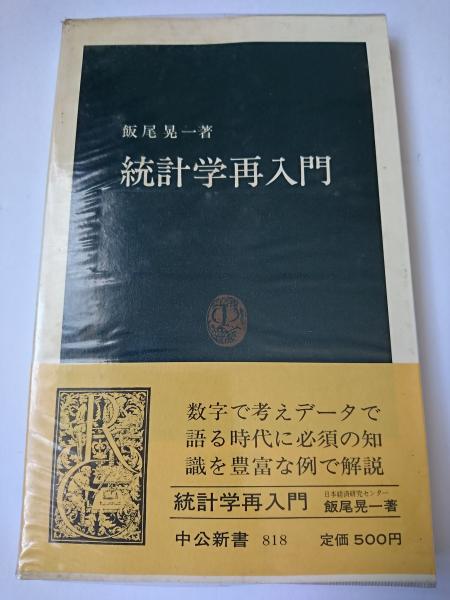 飯尾晃一著
統計学再入門
数字で考えデータで
語る時代に必須の知
識を豊富な例で解説
統計学再入門 日本経済研究センター 飯尾晃一著
中公新書 818 定価 500円